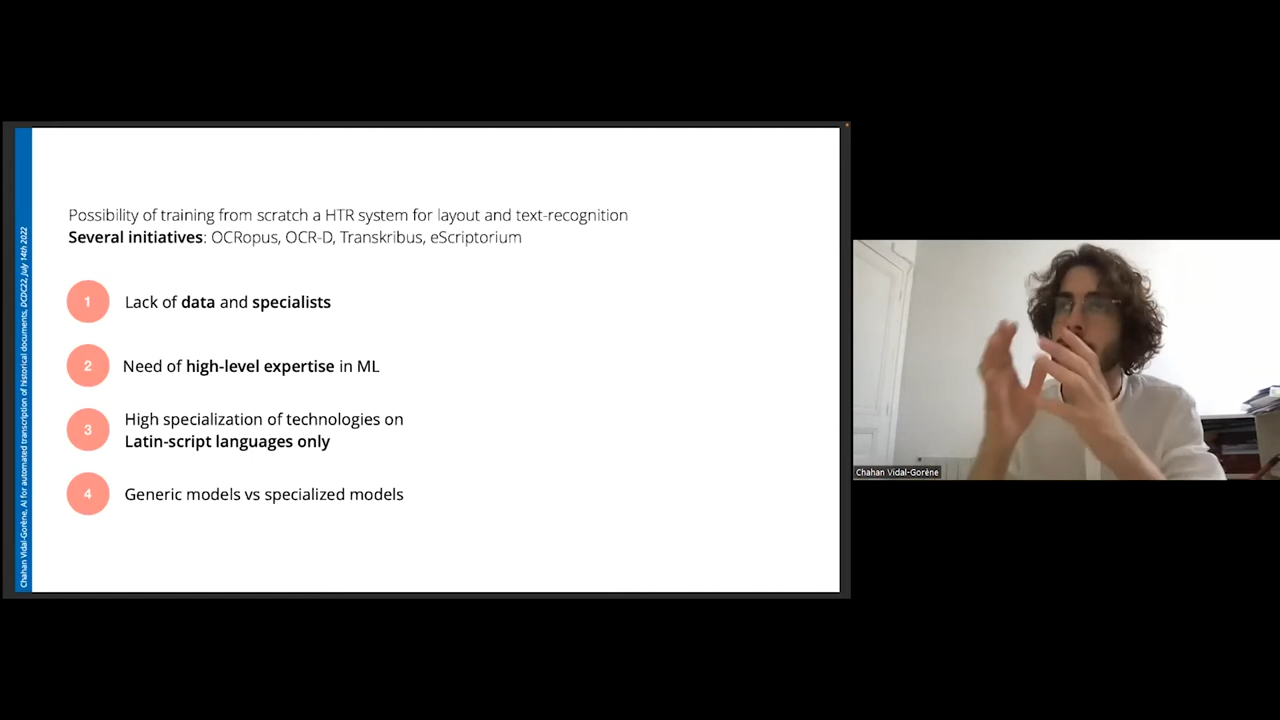 Possibility of training from scratch a HTR system for layout and text-recognition
Several initiatives: OCRopus, OCR-D, Transkribus, eScriptorium
1 Lack of data and specialists
2 Need of high-level expertise in ML
3 High specialization of technologies on
Latin-script languages only
4 Generic models vs specialized models
Chahan Vidal-Gorène, AI for automated transcription of historical documents, DCDC22, July 14th 2022
Chahan Vidal-Gorène